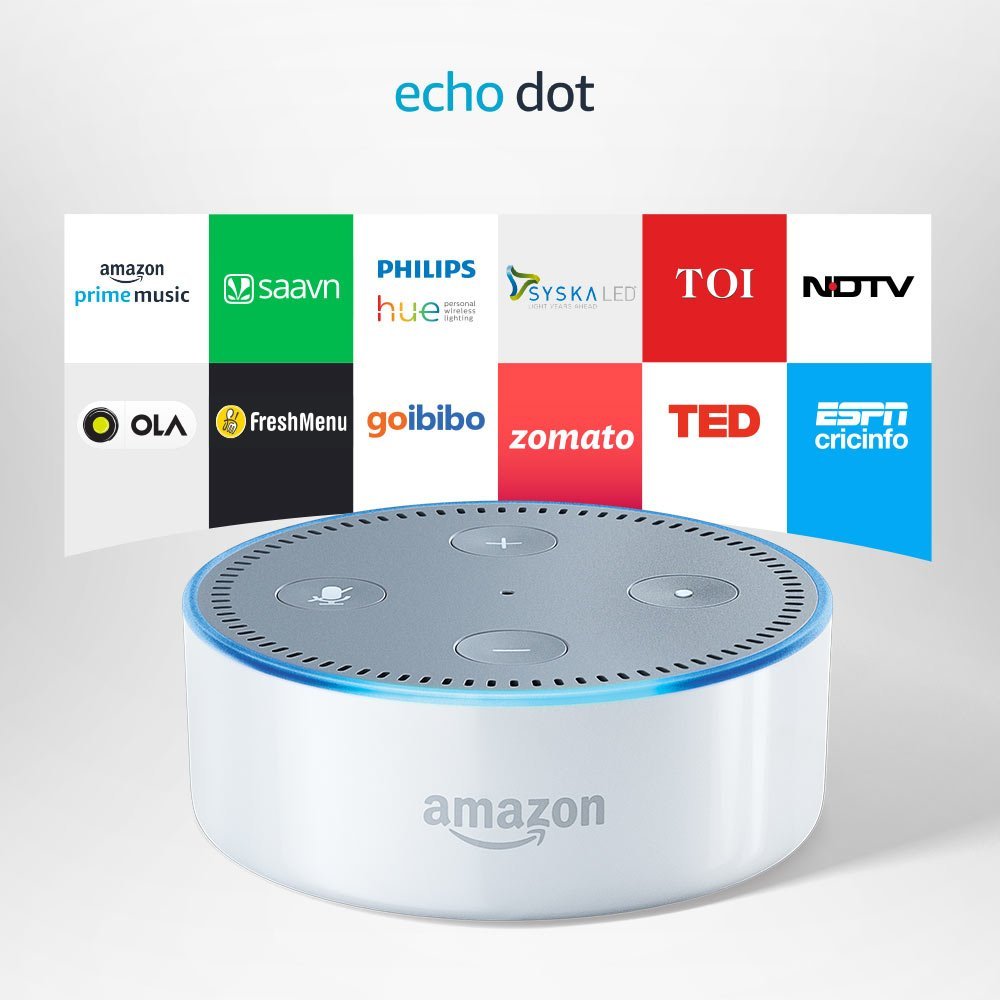 echo dot
amazon
prime music
saavn
PHILIPS
hue personal
wireless
lighting
SYSKA LED
LIGHT YEARS AHEAD
TOI
NDTV
OLA
FreshMenu
goibibo
zomato
TED
ESPN
cricinfo
amazon